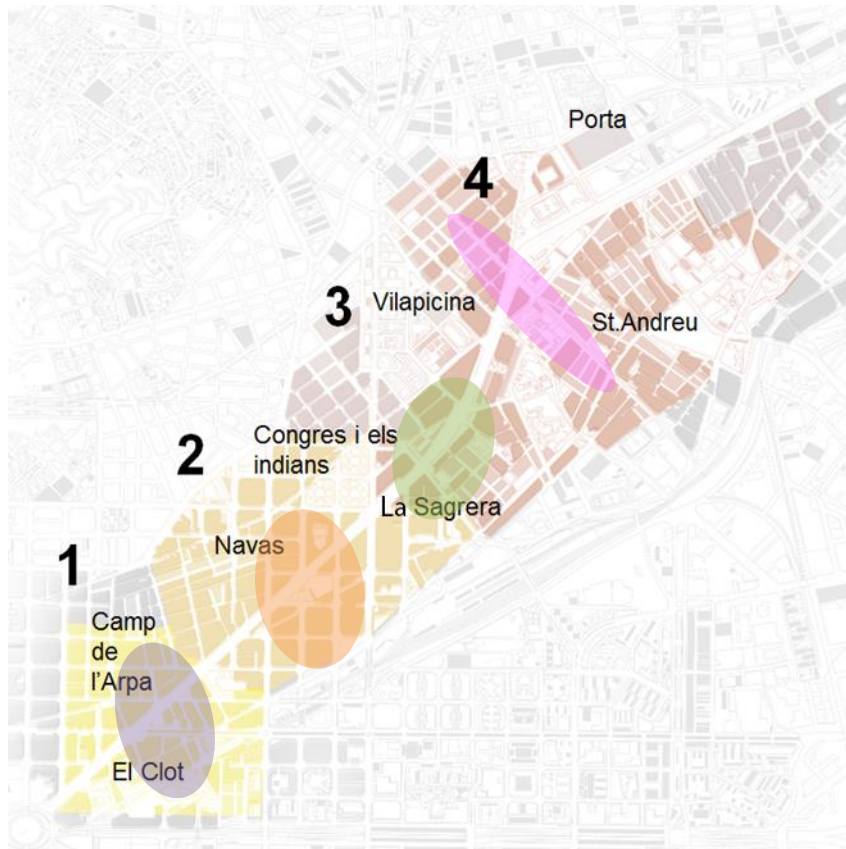 Porta
4
3
Vilapicina
St.Andreu
2
Congres i els
indians
La Sagrera
1
Navas
Camp
de
l'Arpa
El Clot